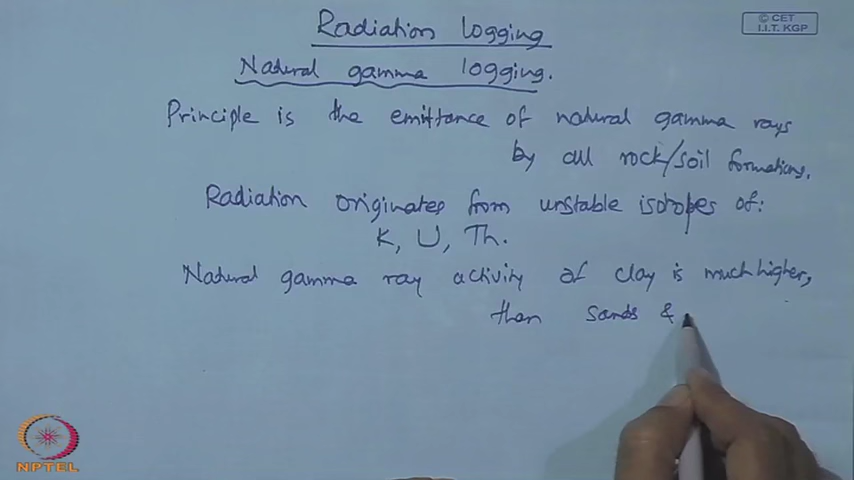 Radiation logging
© CET
I.I.T. KGP
Natural gamma logging.
Principle is the emittance of natural gamma rays
by all rock/soil formations.
Radiation originates from unstable isotopes of:
K, U, Th.
Natural gamma ray activity of clay is much higher,
than sands &
NPTEL